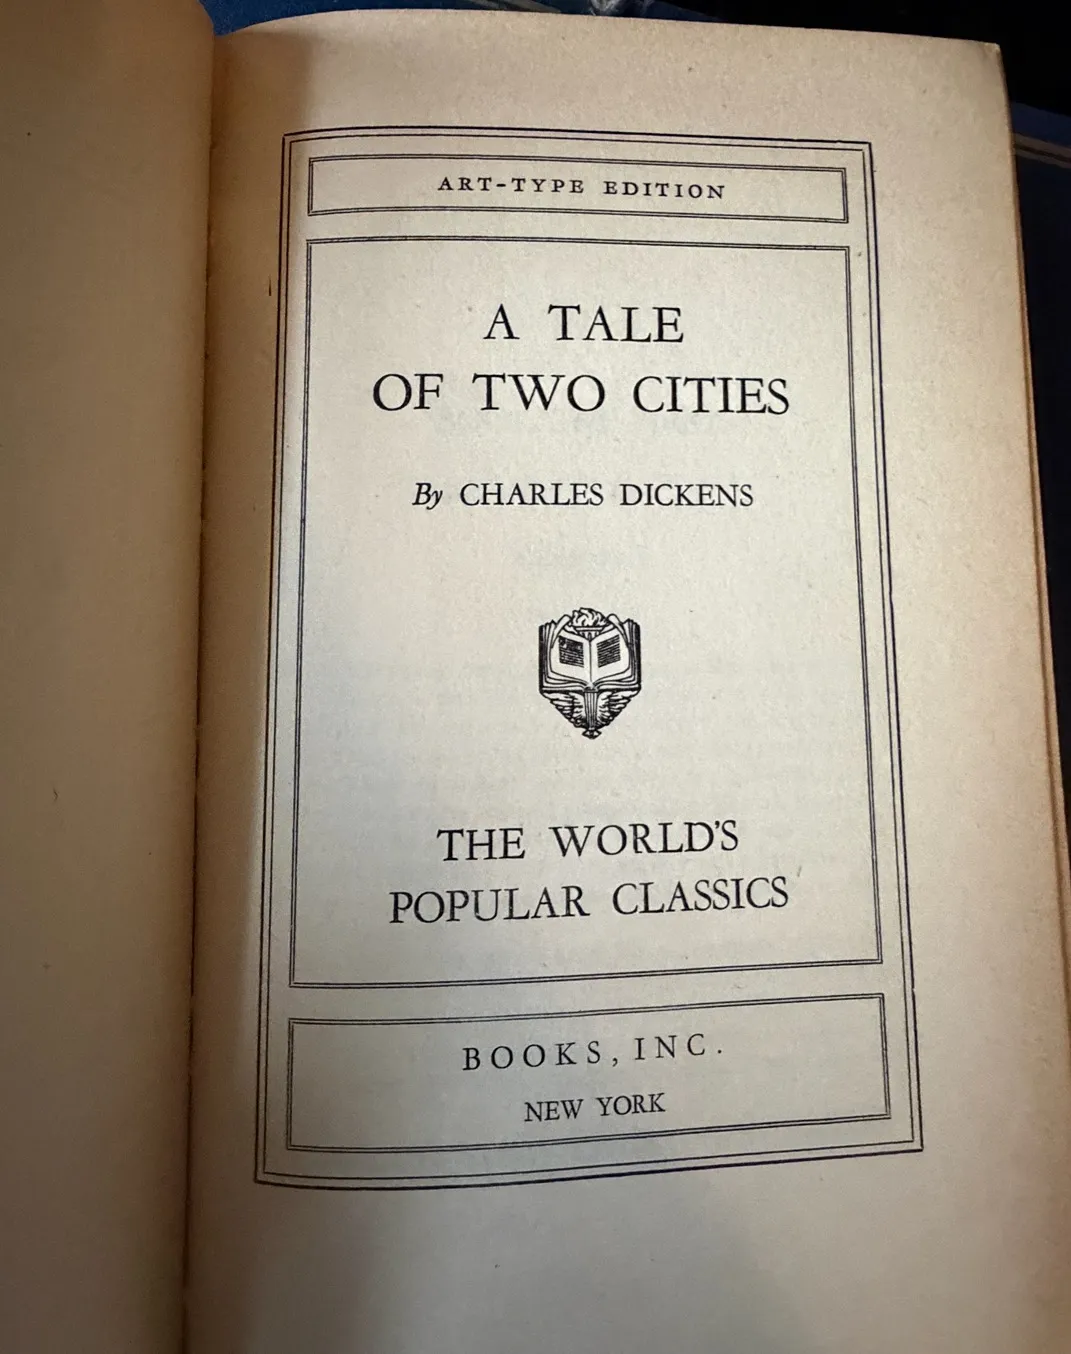 ART-TYPE EDITION
A TALE
OF TWO CITIES
By CHARLES DICKENS
THE WORLD'S
POPULAR CLASSICS
BOOKS, INC.
NEW YORK